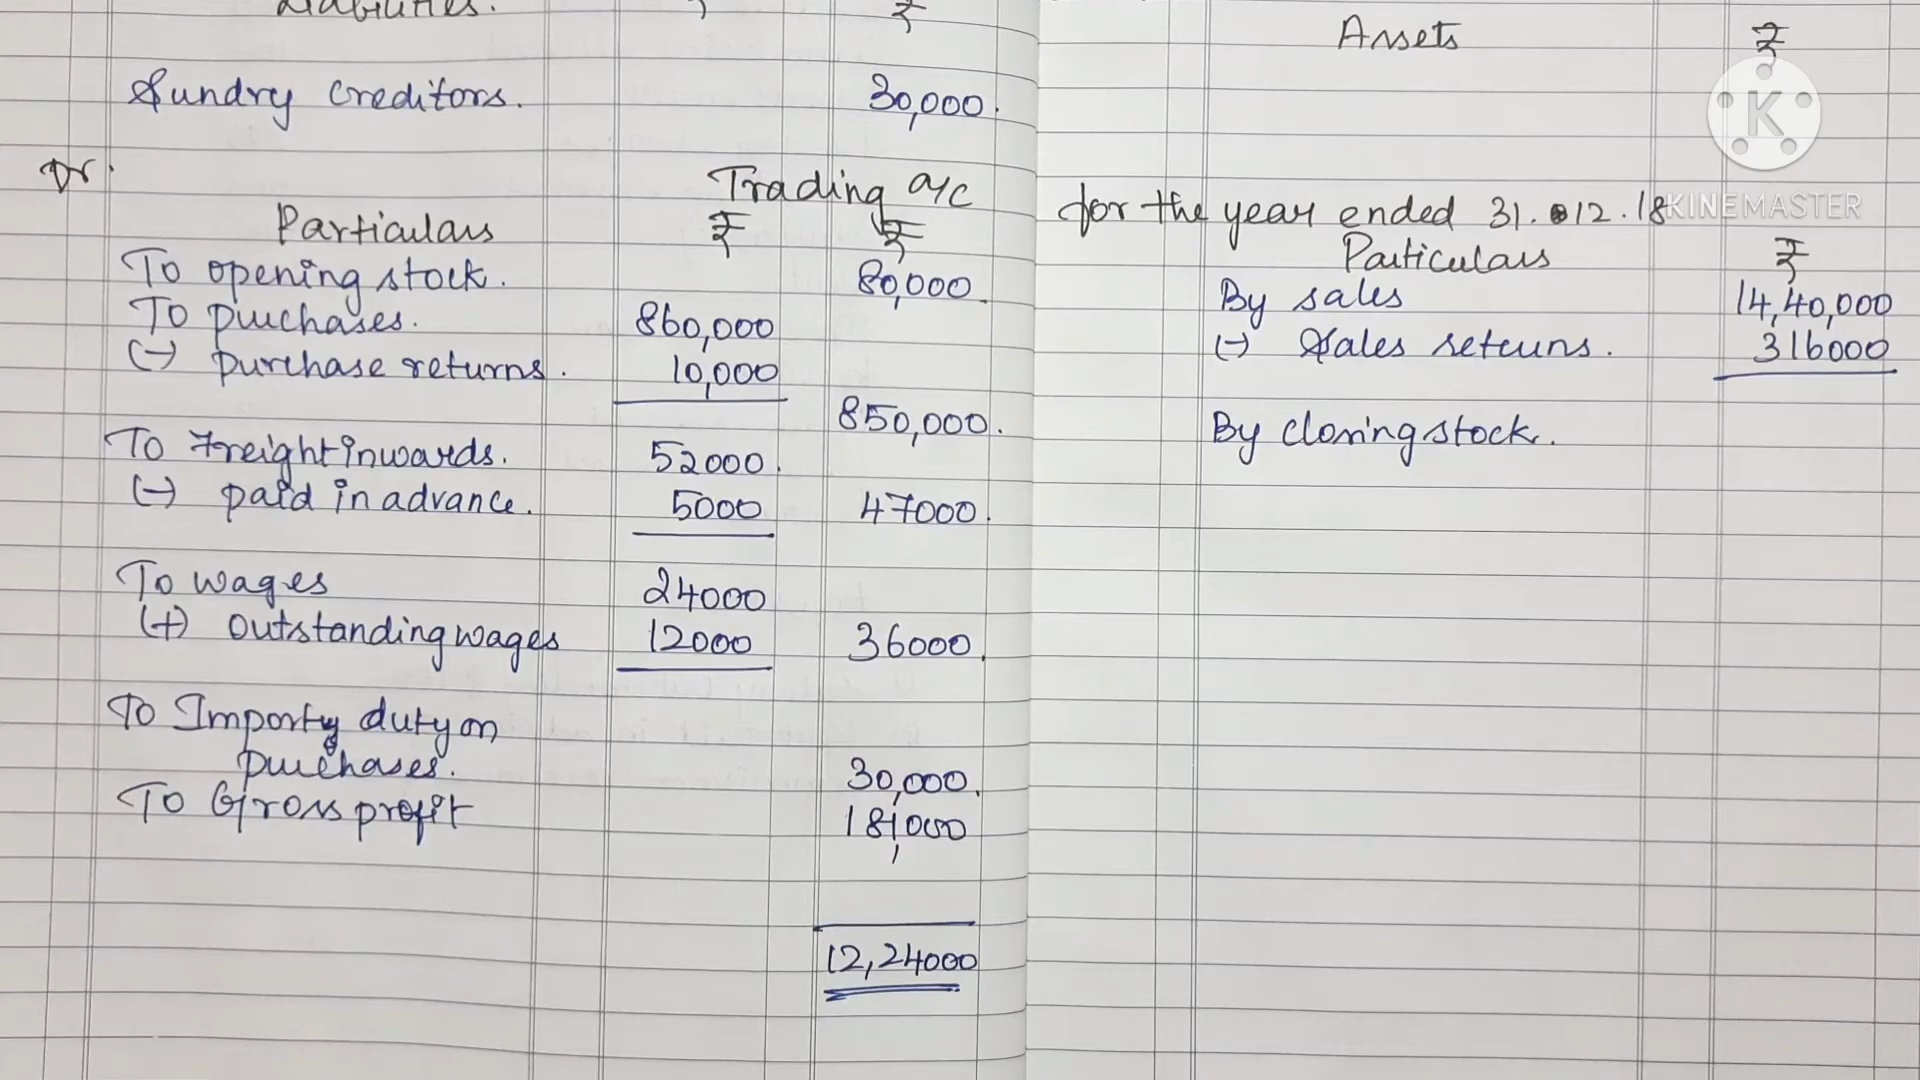 Liabilities. ₹ ₹
Sundry Creditors. 30,000.
Dr.
Trading a/c
Particulars ₹ ₹
To opening stock. 80,000.
To purchases. 860,000
(-) purchase returns. 10,000
850,000.
To Freight inwards. 52000.
(-) paid in advance. 5000 47000.
To wages 24000
(+) outstanding wages 12000 36000.
To Importy duty on
purchases. 30,000.
To Gross profit 181,000
12,24000
Assets ₹
K
KINEMASTER
for the year ended 31.12.18
Particulars ₹
By sales 14,40,000
(-) Sales returns. 316000
By closing stock.